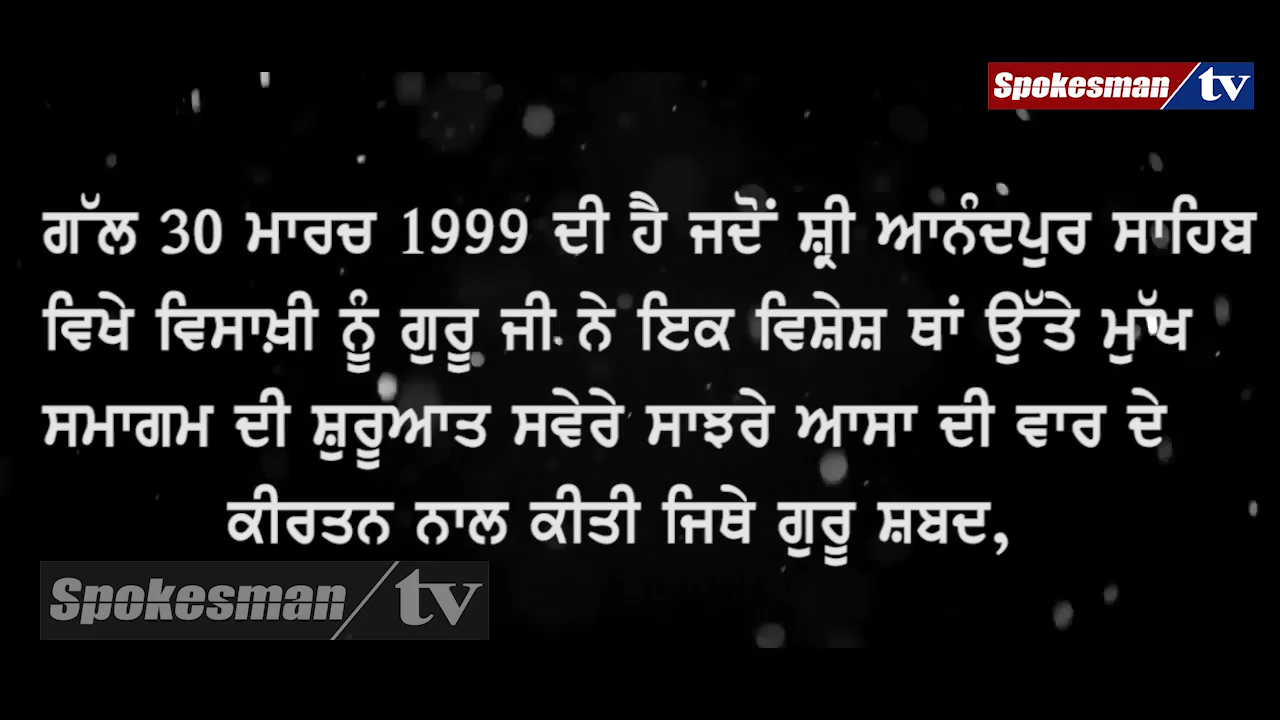 Spokesman tv
ਗੱਲ 30 ਮਾਰਚ 1999 ਦੀ ਹੈ ਜਦੋਂ ਸ਼੍ਰੀ ਆਨੰਦਪੁਰ ਸਾਹਿਬ
ਵਿਖੇ ਵਿਸਾਖ਼ੀ ਨੂੰ ਗੁਰੂ ਜੀ ਨੇ ਇਕ ਵਿਸ਼ੇਸ਼ ਥਾਂ ਉੱਤੇ ਮੁੱਖ
ਸਮਾਗਮ ਦੀ ਸ਼ੁਰੂਆਤ ਸਵੇਰੇ ਸਾਝਰੇ ਆਸਾ ਦੀ ਵਾਰ ਦੇ
ਕੀਰਤਨ ਨਾਲ ਕੀਤੀ ਜਿਥੇ ਗੁਰੂ ਸ਼ਬਦ,
Spokesman tv